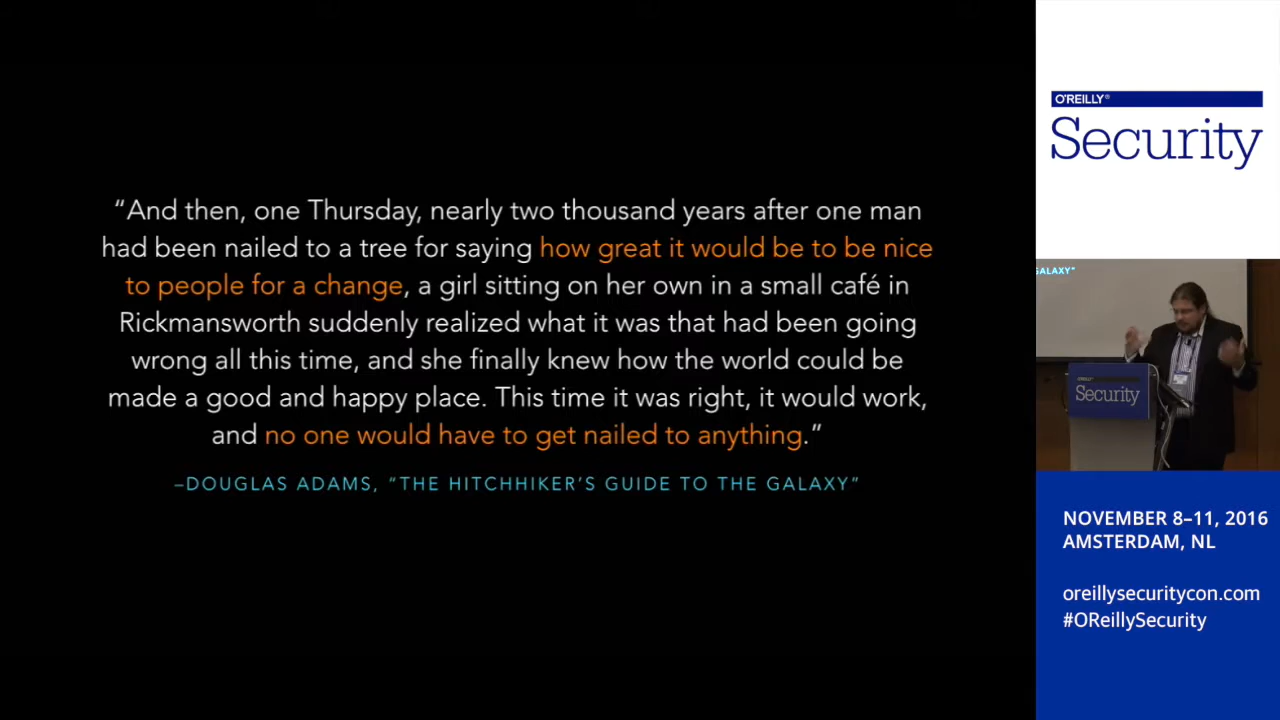 “And then, one Thursday, nearly two thousand years after one man
had been nailed to a tree for saying how great it would be to be nice
to people for a change, a girl sitting on her own in a small café in
Rickmansworth suddenly realized what it was that had been going
wrong all this time, and she finally knew how the world could be
made a good and happy place. This time it was right, it would work,
and no one would have to get nailed to anything.”
–DOUGLAS ADAMS, “THE HITCHHIKER’S GUIDE TO THE GALAXY”
O'REILLY®
Security
GALAXY”
O'REILLY®
Security
NOVEMBER 8–11, 2016
AMSTERDAM, NL
oreillysecuritycon.com
#OReillySecurity